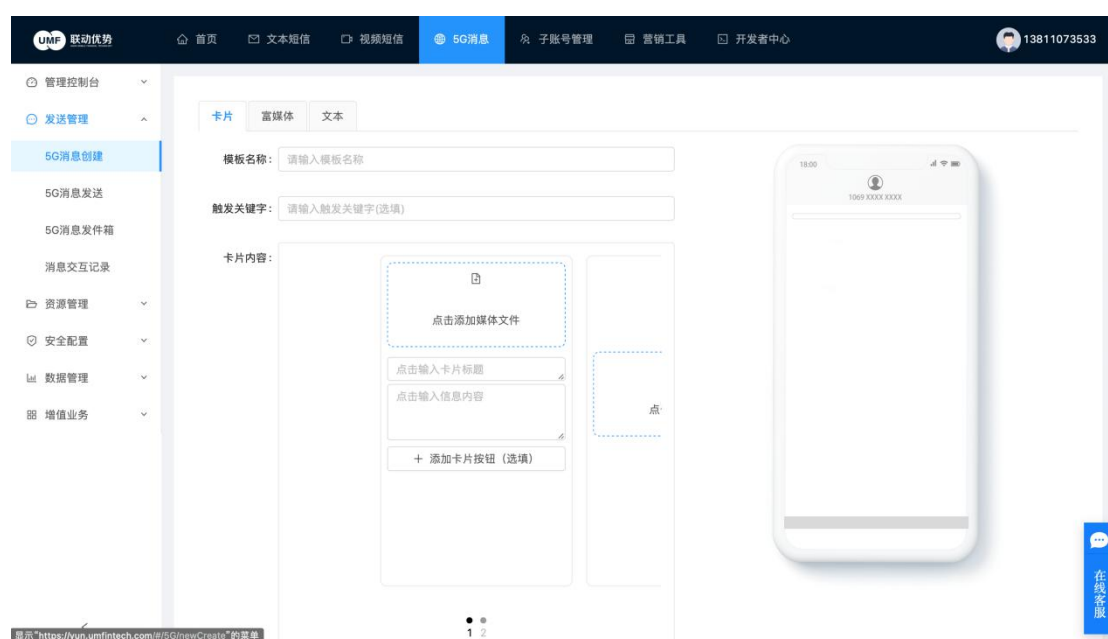 UMF 联动优势 首页 文本短信 视频短信 5G消息 子账号管理 营销工具 开发者中心 13811073533
管理控制台
发送管理
5G消息创建
5G消息发送
5G消息发件箱
消息交互记录
资源管理
安全配置
数据管理
增值业务
卡片 富媒体 文本
模板名称: 请输入模板名称
触发关键字: 请输入触发关键字(选填)
卡片内容:
点击添加媒体文件
点击输入卡片标题
点击输入信息内容
+ 添加卡片按钮（选填）
点
1 2
18:00
1069 XXXX XXXX
在线客服
显示"https://yun.umfintech.com/#/5G/newCreate"的菜单